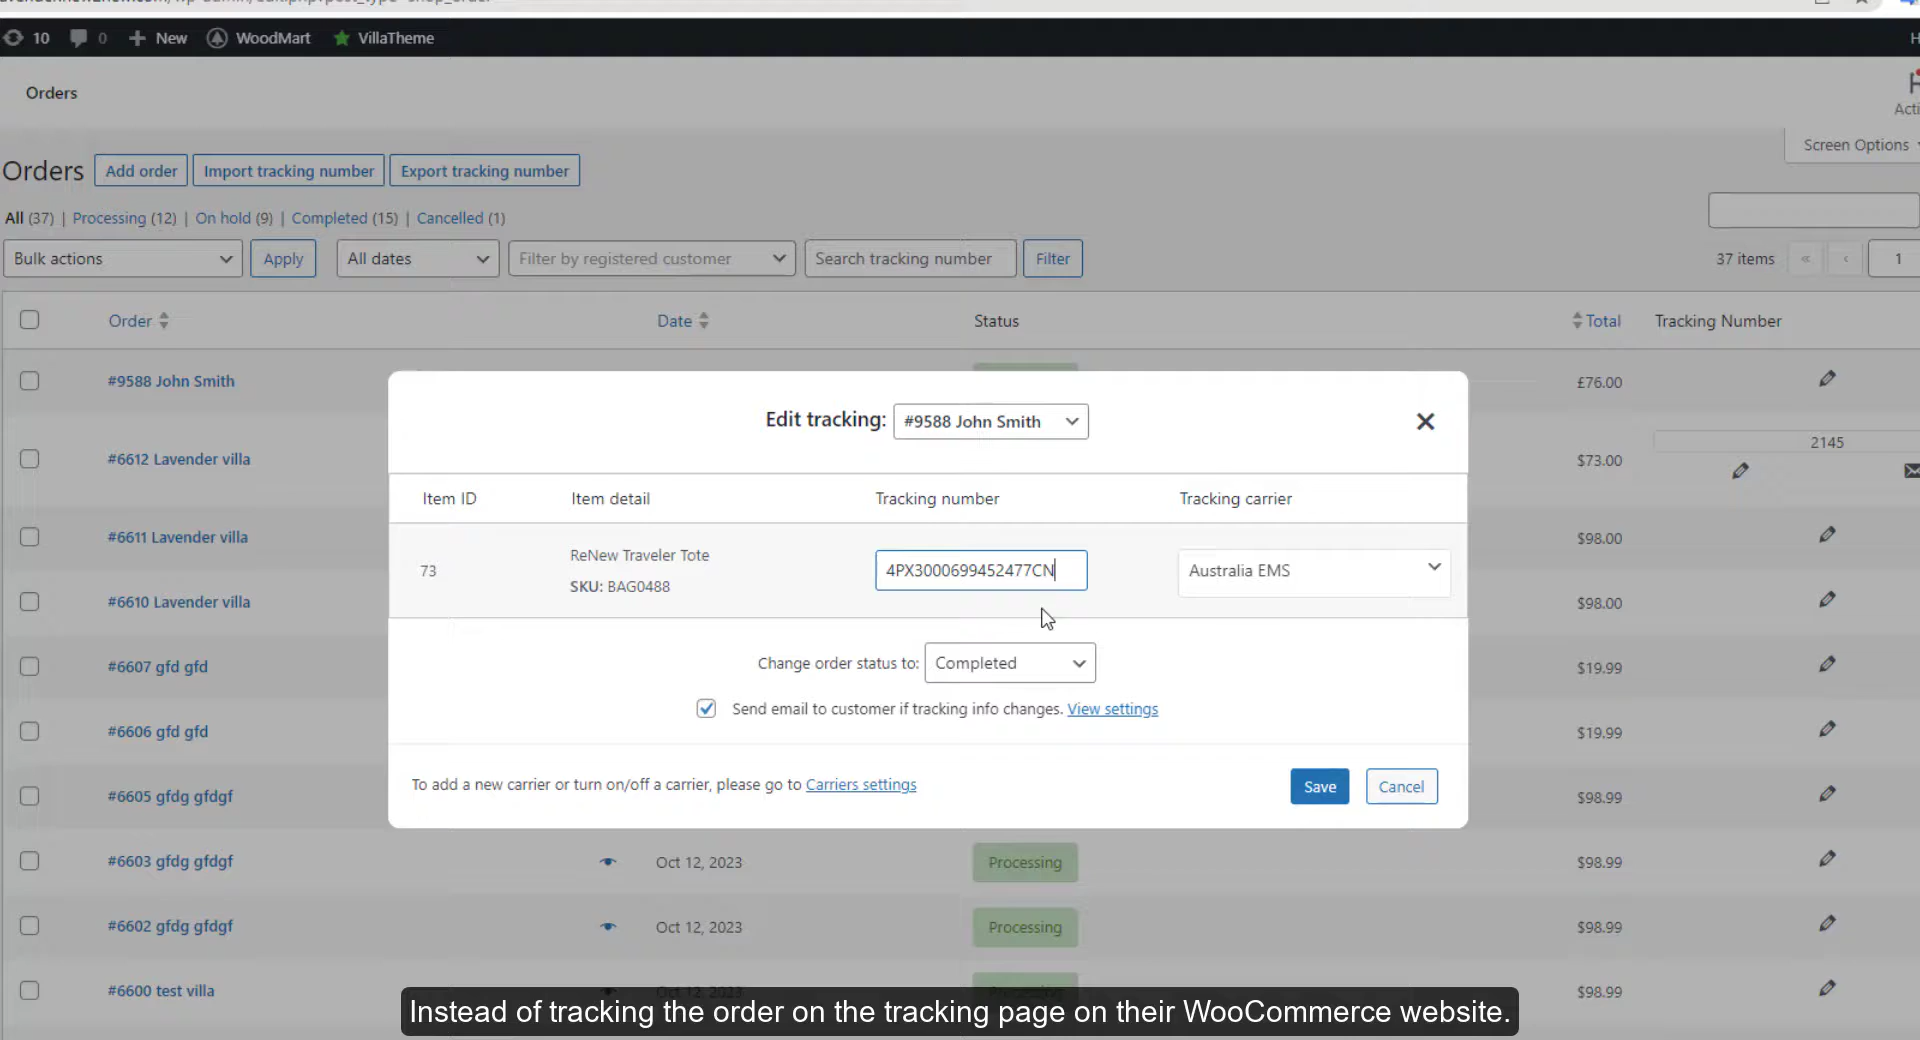 10 0 New WoodMart VillaTheme
Orders
Screen Options
Orders Add order Import tracking number Export tracking number
All (37) | Processing (12) | On hold (9) | Completed (15) | Cancelled (1)
Bulk actions Apply All dates Filter by registered customer Search tracking number Filter 37 items « ‹ 1
Order Date Status Total Tracking Number
#9588 John Smith £76.00
#6612 Lavender villa $73.00 2145
#6611 Lavender villa $98.00
#6610 Lavender villa $98.00
#6607 gfd gfd $19.99
#6606 gfd gfd $19.99
#6605 gfdg gfdgf $98.99
#6603 gfdg gfdgf Oct 12, 2023 Processing $98.99
#6602 gfdg gfdgf Oct 12, 2023 Processing $98.99
#6600 test villa $98.99
Edit tracking: #9588 John Smith
Item ID Item detail Tracking number Tracking carrier
73 ReNew Traveler Tote 4PX3000699452477CN Australia EMS
SKU: BAG0488
Change order status to: Completed
Send email to customer if tracking info changes. View settings
To add a new carrier or turn on/off a carrier, please go to Carriers settings Save Cancel
Instead of tracking the order on the tracking page on their WooCommerce website.